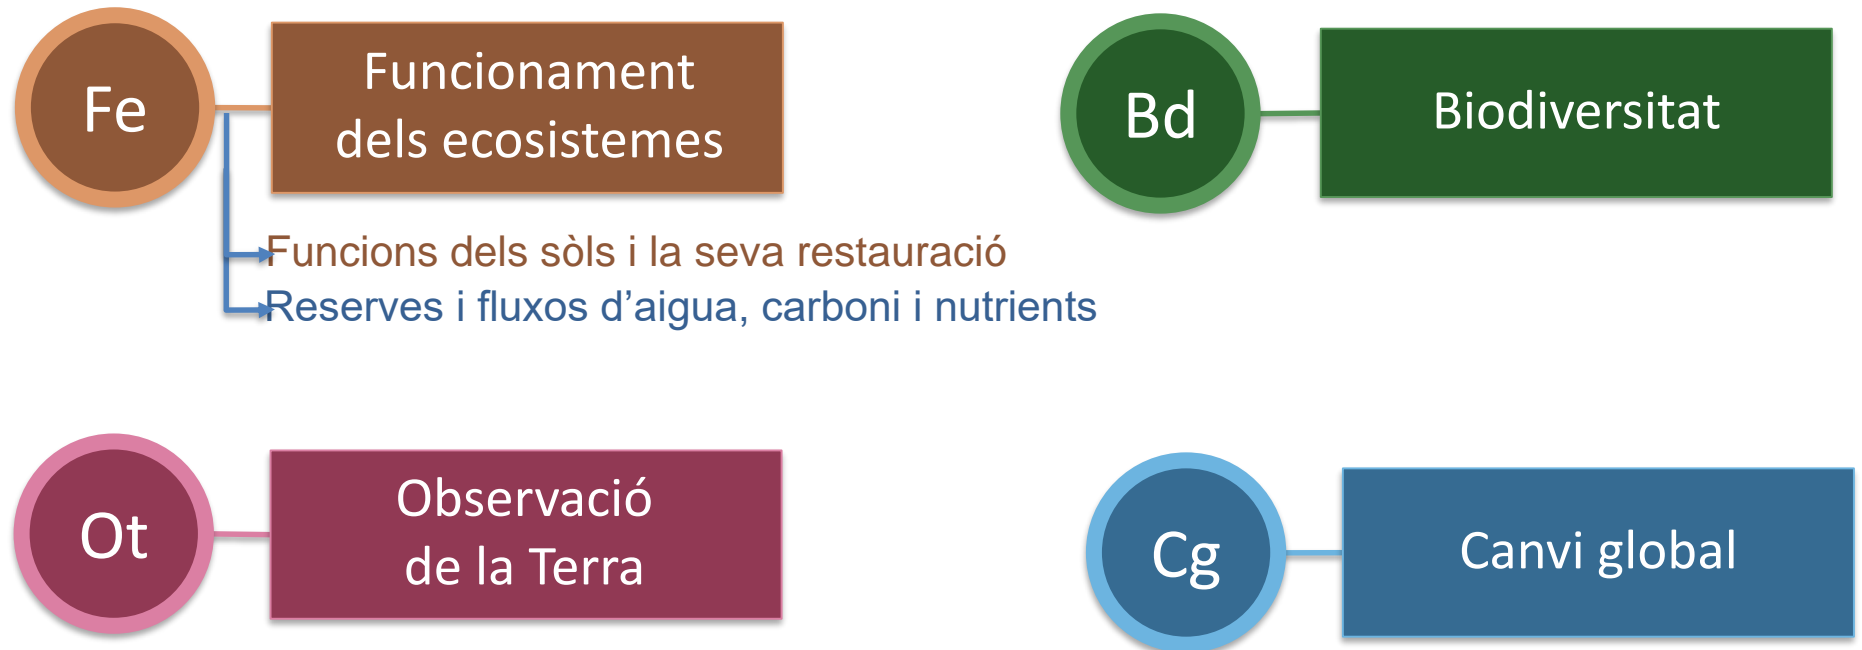 Fe
Funcionament
dels ecosistemes
Funcions dels sòls i la seva restauració
Reserves i fluxos d’aigua, carboni i nutrients
Bd
Biodiversitat
Ot
Observació
de la Terra
Cg
Canvi global